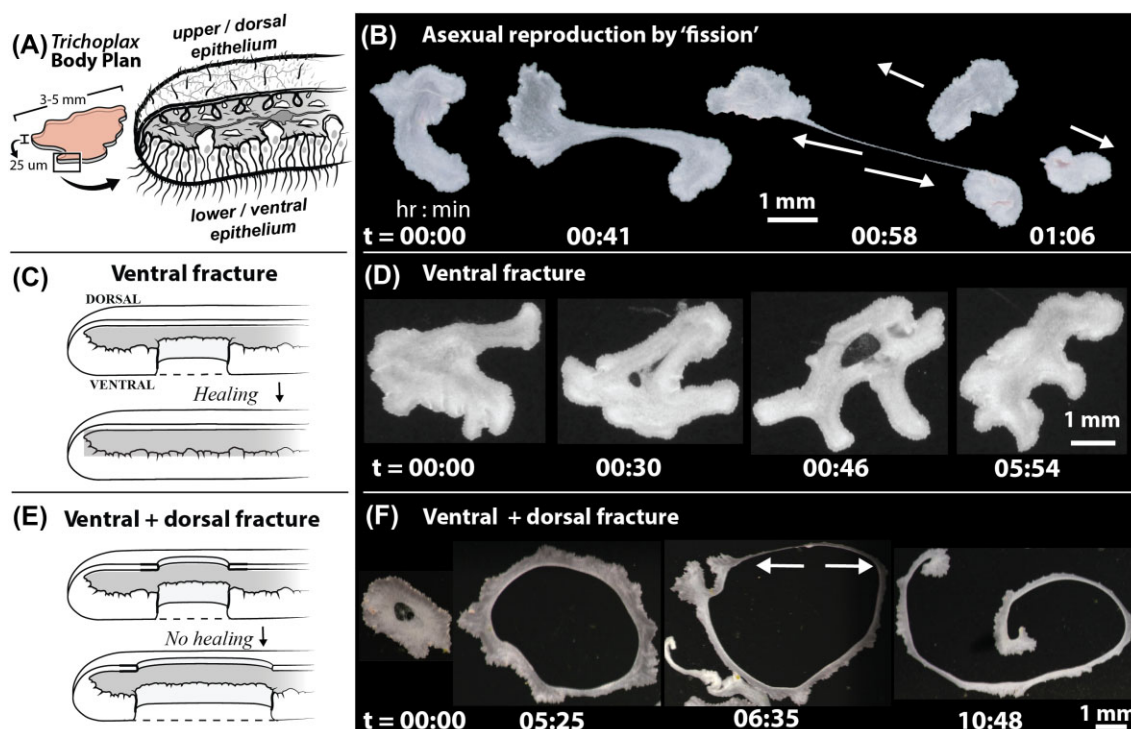 (A) Trichoplax
Body Plan
upper / dorsal
epithelium
3-5 mm
25 um
lower / ventral
epithelium
(B) Asexual reproduction by 'fission'
1 mm
hr : min
t = 00:00 00:41 00:58 01:06
(C) Ventral fracture
DORSAL
VENTRAL
Healing
(D) Ventral fracture
1 mm
t = 00:00 00:30 00:46 05:54
(E) Ventral + dorsal fracture
No healing
(F) Ventral + dorsal fracture
t = 00:00 05:25 06:35 10:48 1 mm